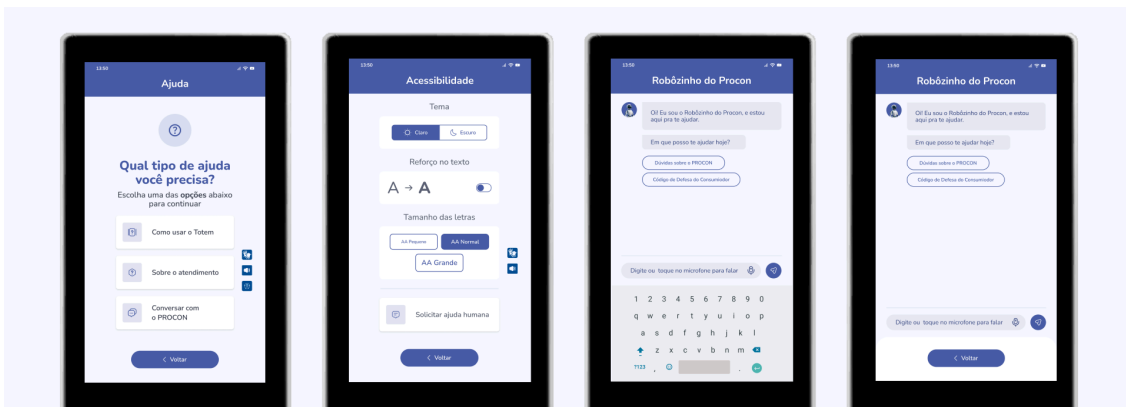 13:50
Ajuda
Qual tipo de ajuda
você precisa?
Escolha uma das opções abaixo
para continuar
Como usar o Totem
Sobre o atendimento
Conversar com
o PROCON
< Voltar
13:50
Acessibilidade
Tema
Claro
Escuro
Reforço no texto
A → A
Tamanho das letras
AA Pequeno
AA Normal
AA Grande
Solicitar ajuda humana
< Voltar
13:50
Robôzinho do Procon
Oi! Eu sou o Robôzinho do Procon, e estou
aqui pra te ajudar.
Em que posso te ajudar hoje?
Dúvidas sobre o PROCON
Código de Defesa do Consumidor
Digite ou toque no microfone para falar
1 2 3 4 5 6 7 8 9 0
q w e r t y u i o p
a s d f g h j k l
z x c v b n m
?123 , .
13:50
Robôzinho do Procon
Oi! Eu sou o Robôzinho do Procon, e estou
aqui pra te ajudar.
Em que posso te ajudar hoje?
Dúvidas sobre o PROCON
Código de Defesa do Consumidor
Digite ou toque no microfone para falar
< Voltar